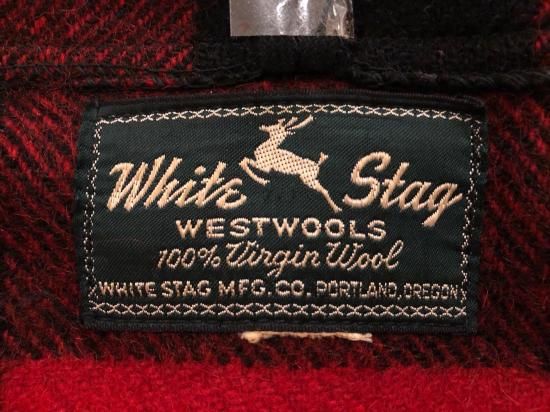 White Stag
WESTWOOLS
100% Virgin Wool
WHITE STAG MFG. CO. PORTLAND, OREGON